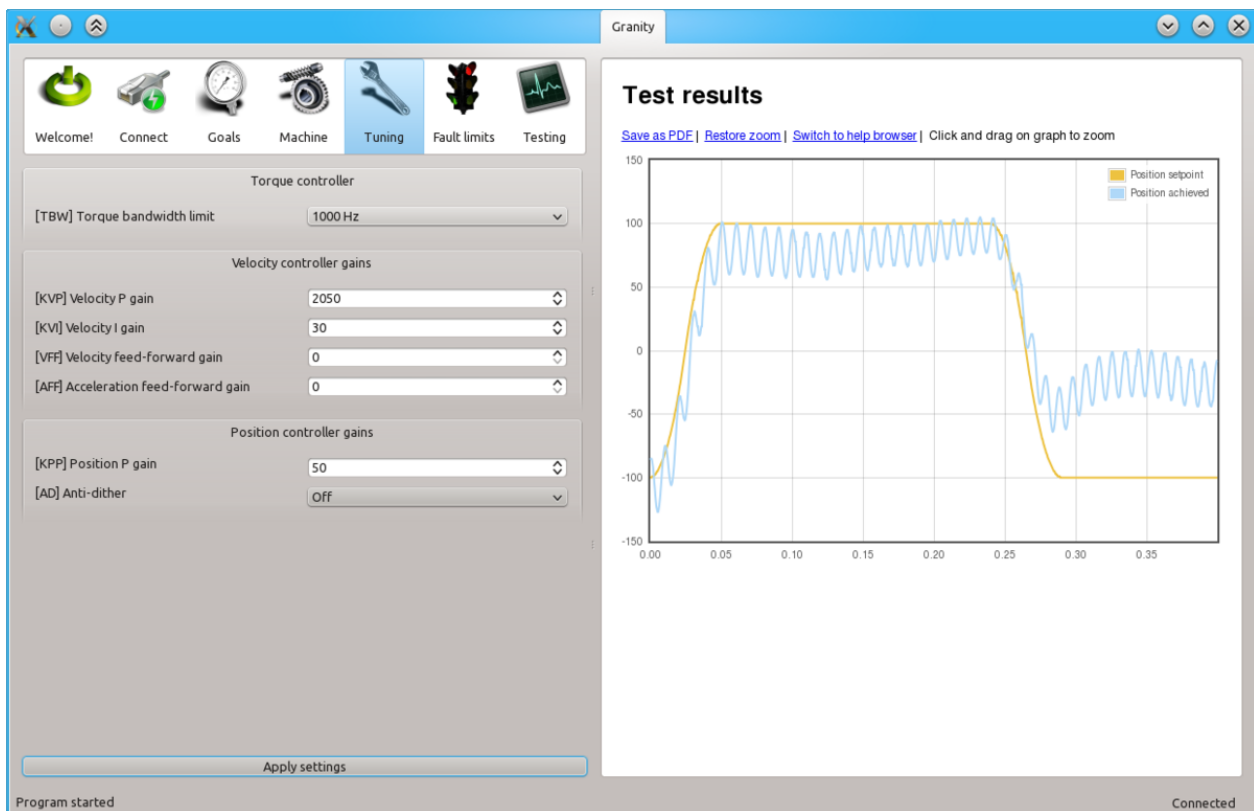 Granity
Welcome! Connect Goals Machine Tuning Fault limits Testing
Torque controller
[TBW] Torque bandwidth limit 1000 Hz
Velocity controller gains
[KVP] Velocity P gain 2050
[KVI] Velocity I gain 30
[VFF] Velocity feed-forward gain 0
[AFF] Acceleration feed-forward gain 0
Position controller gains
[KPP] Position P gain 50
[AD] Anti-dither Off
Apply settings
Program started
Test results
Save as PDF | Restore zoom | Switch to help browser | Click and drag on graph to zoom
Position setpoint
Position achieved
150
100
50
0
-50
-100
-150
0.00 0.05 0.10 0.15 0.20 0.25 0.30 0.35
Connected